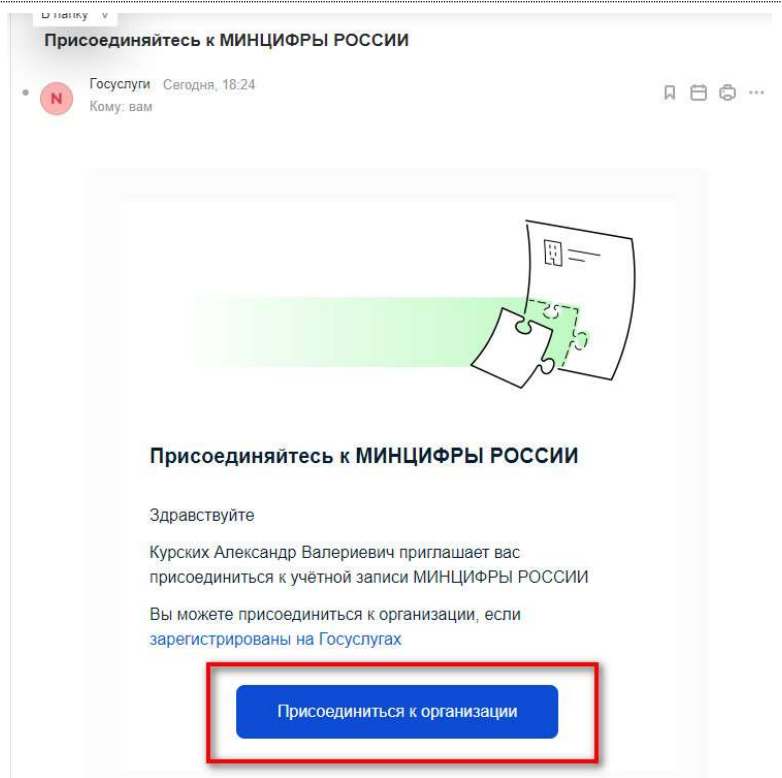 В папку
Присоединяйтесь к МИНЦИФРЫ РОССИИ
N
Госуслуги Сегодня, 18:24
Кому: вам
Присоединяйтесь к МИНЦИФРЫ РОССИИ
Здравствуйте
Курских Александр Валериевич приглашает вас
присоединиться к учётной записи МИНЦИФРЫ РОССИИ
Вы можете присоединиться к организации, если
зарегистрированы на Госуслугах
Присоединиться к организации